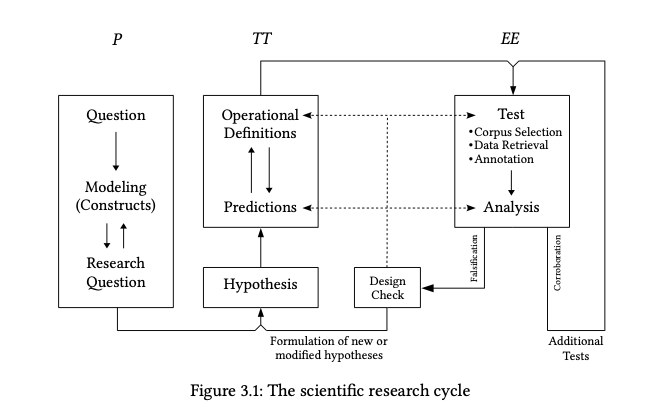 P
TT
EE
Question
Modeling
(Constructs)
Research
Question
Operational
Definitions
Predictions
Hypothesis
Test
•Corpus Selection
•Data Retrieval
•Annotation
Analysis
Design
Check
Falsification
Corroboration
Formulation of new or
modified hypotheses
Additional
Tests
Figure 3.1: The scientific research cycle